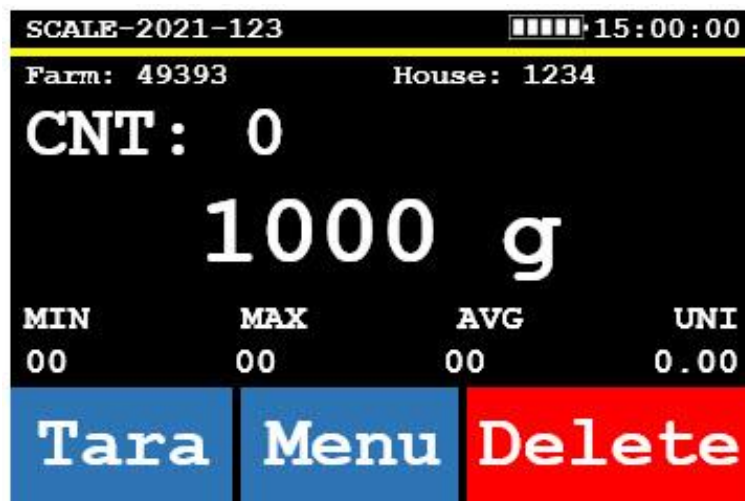 SCALE-2021-123 15:00:00
Farm: 49393 House: 1234
CNT: 0
1000 g
MIN MAX AVG UNI
00 00 00 0.00
Tara Menu Delete